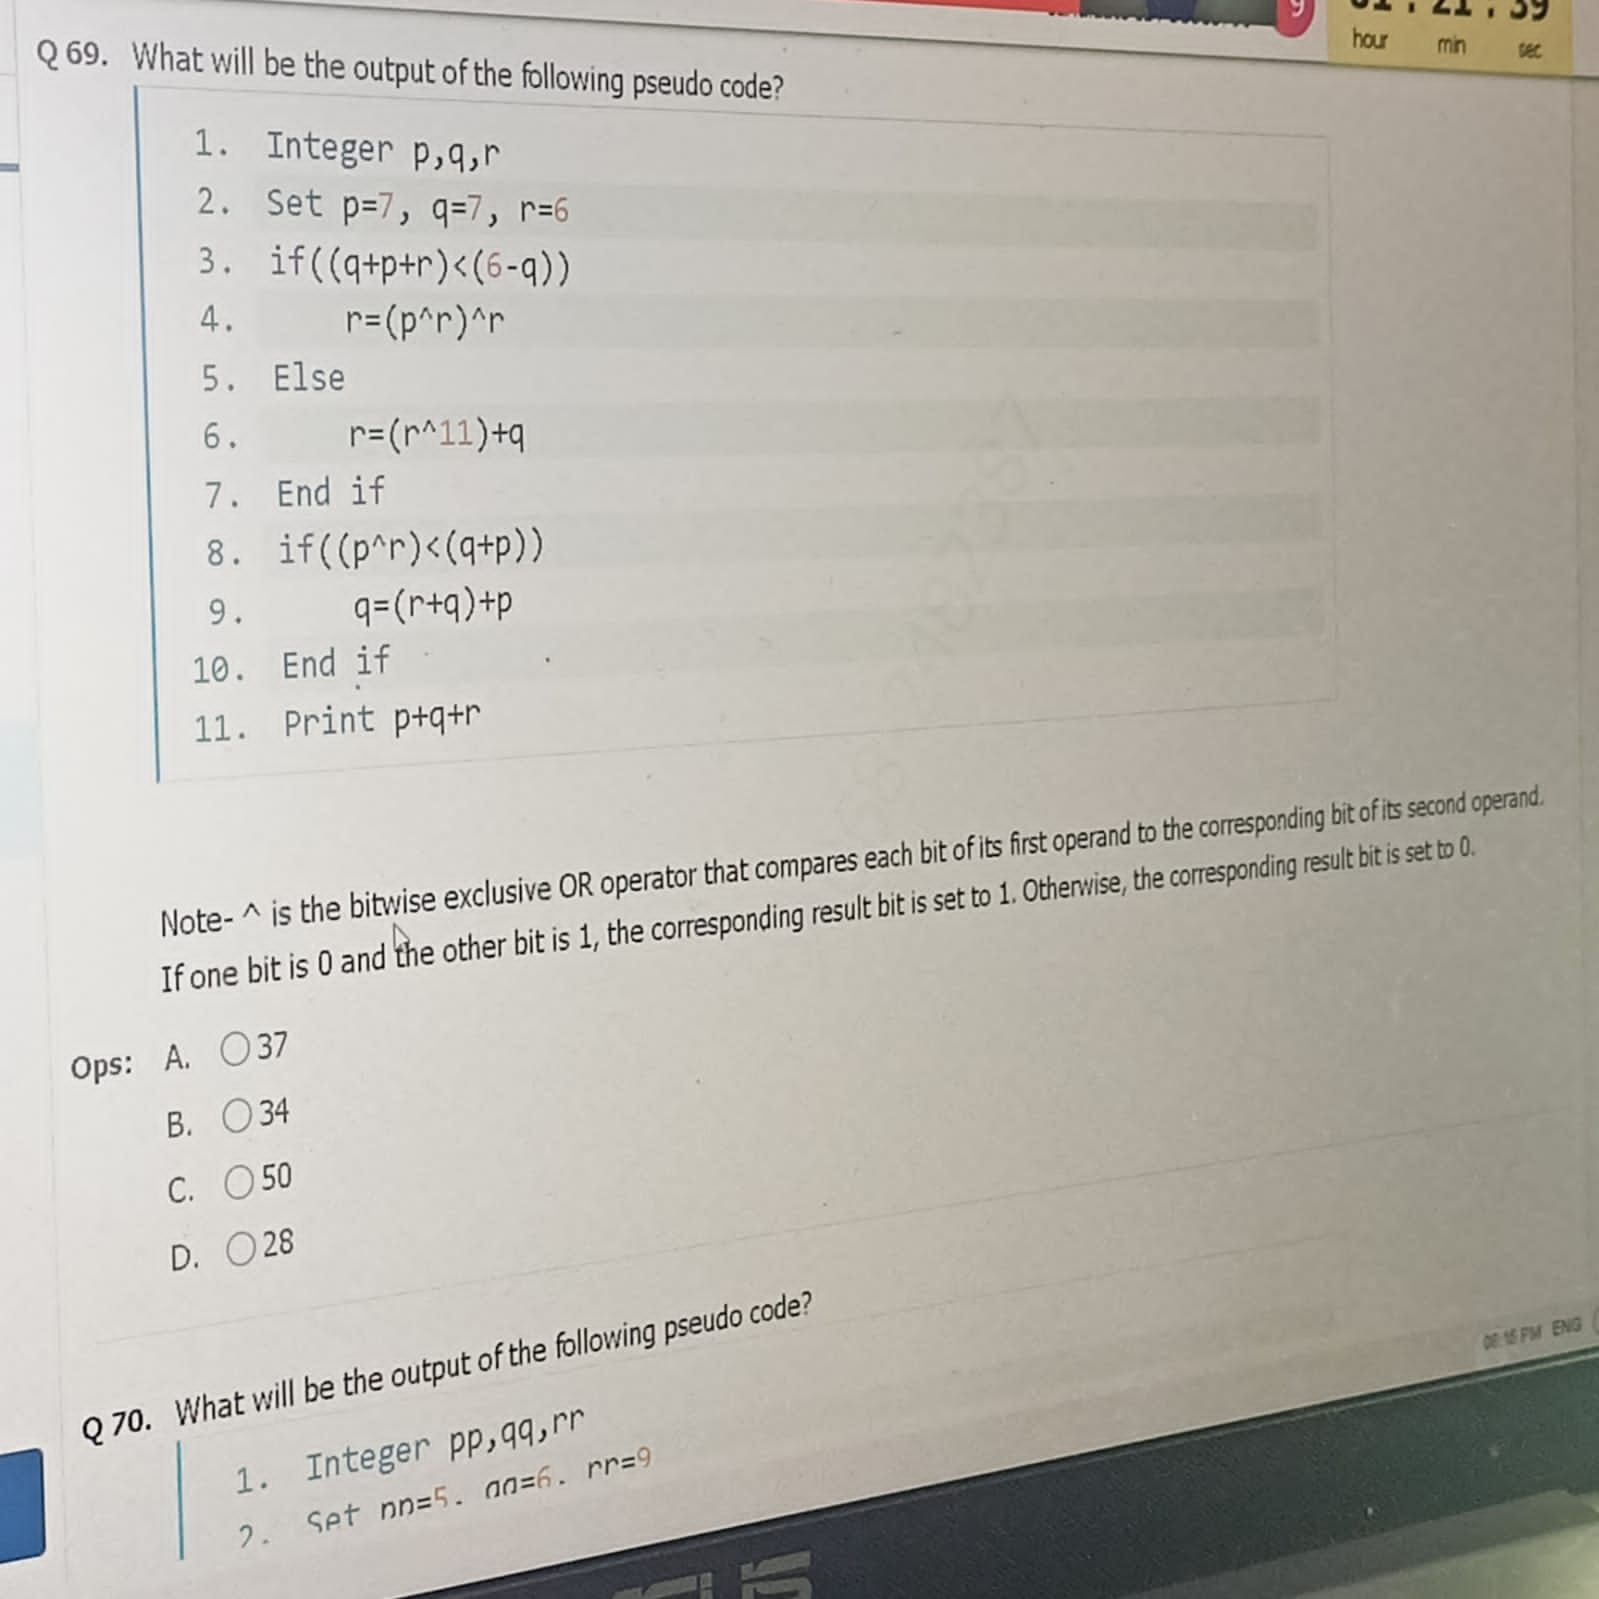 9
hour min sec
Q 69. What will be the output of the following pseudo code?
1. Integer p,q,r
2. Set p=7, q=7, r=6
3. if((q+p+r)<(6-q))
4. r=(p^r)^r
5. Else
6. r=(r^11)+q
7. End if
8. if((p^r)<(q+p))
9. q=(r+q)+p
10. End if
11. Print p+q+r
Note- ^ is the bitwise exclusive OR operator that compares each bit of its first operand to the corresponding bit of its second operand.
If one bit is 0 and the other bit is 1, the corresponding result bit is set to 1. Otherwise, the corresponding result bit is set to 0.
Ops: A. 37
B. 34
C. 50
D. 28
Q 70. What will be the output of the following pseudo code?
1. Integer pp,qq,rr
2. Set pp=5, qq=6, rr=9
PM ENG